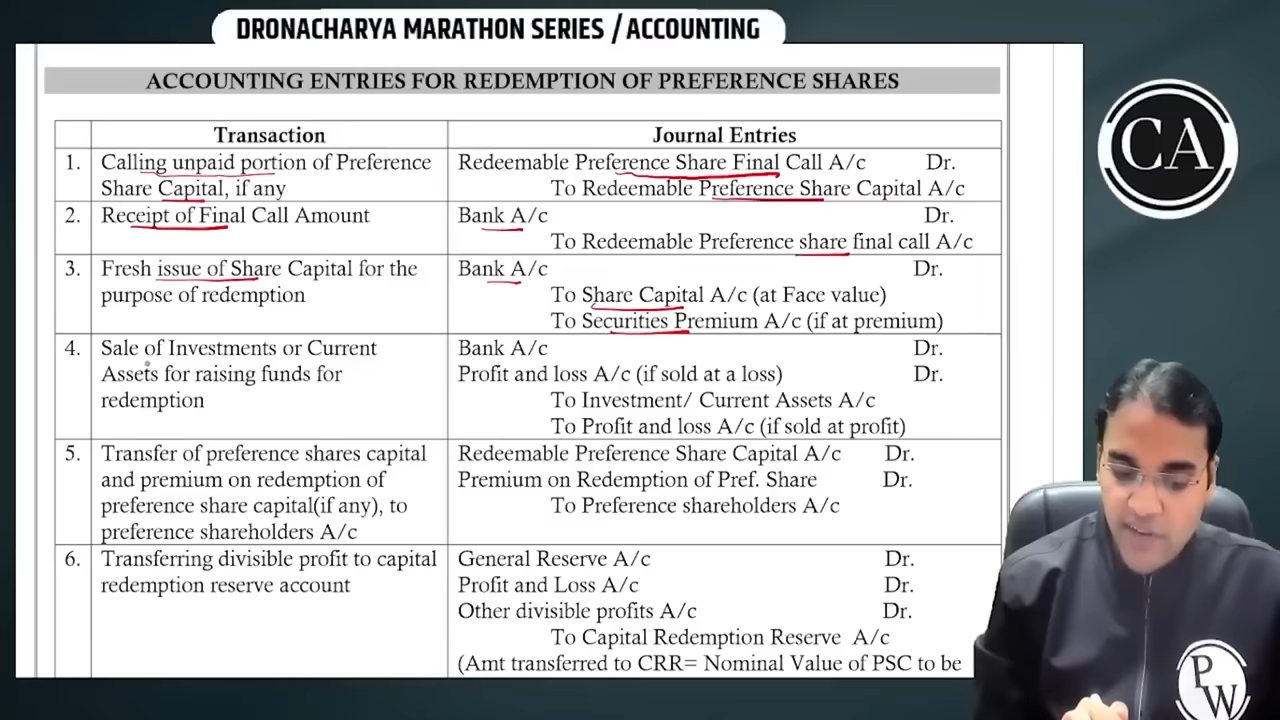 DRONACHARYA MARATHON SERIES / ACCOUNTING
ACCOUNTING ENTRIES FOR REDEMPTION OF PREFERENCE SHARES
Transaction Journal Entries
1. Calling unpaid portion of Preference Redeemable Preference Share Final Call A/c Dr.
Share Capital, if any To Redeemable Preference Share Capital A/c
2. Receipt of Final Call Amount Bank A/c Dr.
To Redeemable Preference share final call A/c
3. Fresh issue of Share Capital for the Bank A/c Dr.
purpose of redemption To Share Capital A/c (at Face value)
To Securities Premium A/c (if at premium)
4. Sale of Investments or Current Bank A/c Dr.
Assets for raising funds for Profit and loss A/c (if sold at a loss) Dr.
redemption To Investment/ Current Assets A/c
To Profit and loss A/c (if sold at profit)
5. Transfer of preference shares capital Redeemable Preference Share Capital A/c Dr.
and premium on redemption of Premium on Redemption of Pref. Share Dr.
preference share capital(if any), to To Preference shareholders A/c
preference shareholders A/c
6. Transferring divisible profit to capital General Reserve A/c Dr.
redemption reserve account Profit and Loss A/c Dr.
Other divisible profits A/c Dr.
To Capital Redemption Reserve A/c
(Amt transferred to CRR= Nominal Value of PSC to be
CA
P
W